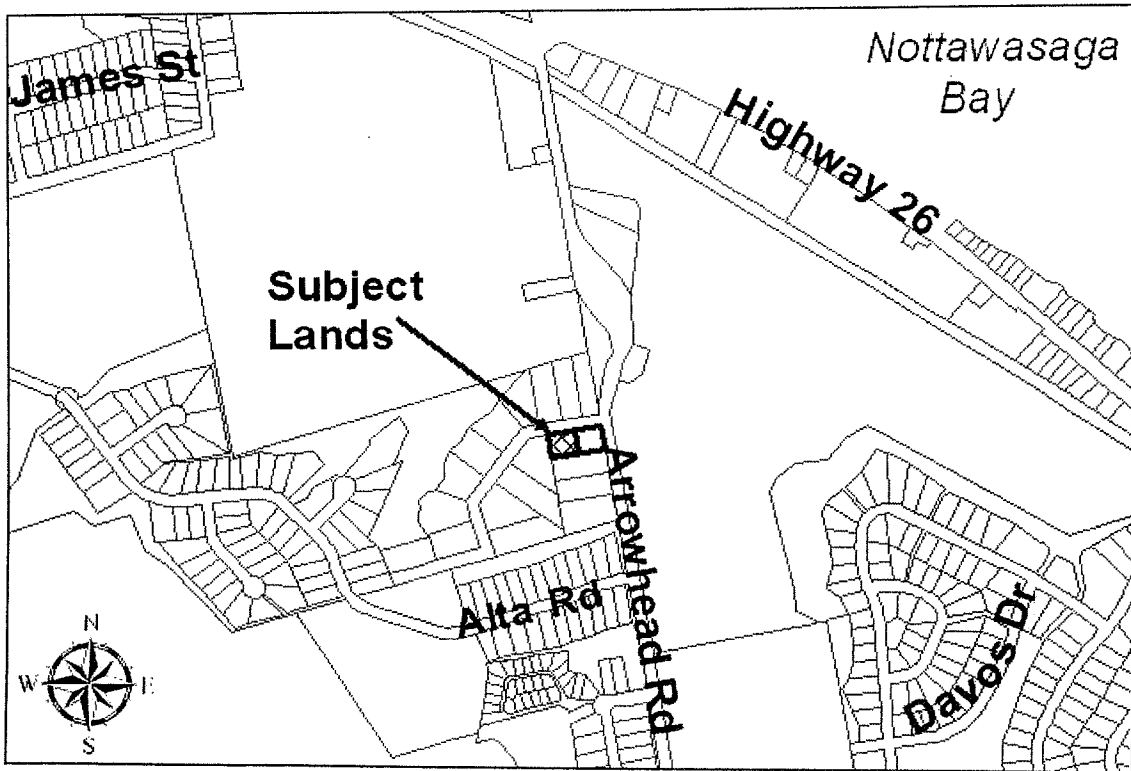 James St
Nottawasaga
Bay
Highway 26
Subject
Lands
Arrowhead Rd
Alta Rd
Davos Dr
N
W E
S